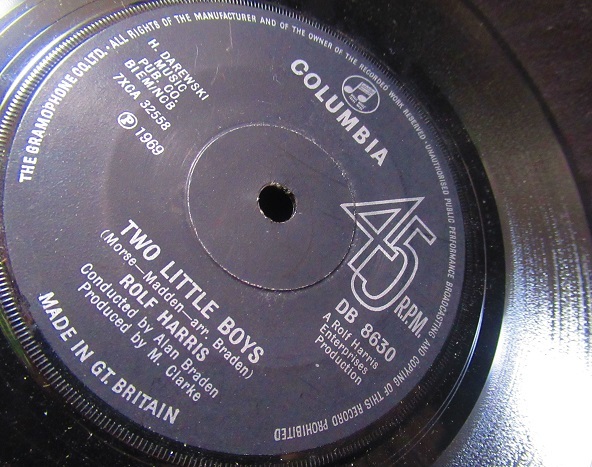 THE GRAMOPHONE CO. LTD. • ALL RIGHTS OF THE MANUFACTURER AND OF THE OWNER OF THE RECORDED WORK RESERVED • UNAUTHORISED PUBLIC PERFORMANCE BROADCASTING AND COPYING OF THIS RECORD PROHIBITED
COLUMBIA
H. DAREWSKI
MUSIC
PUB. CO.
BIEM/NCB
7XCA 32558
Ⓟ 1969
45 RPM.
DB 8630
A Rolf Harris
Enterprises
Production
TWO LITTLE BOYS
(Morse—Madden—arr. Braden)
ROLF HARRIS
Conducted by Alan Braden
Produced by M. Clarke
MADE IN GT. BRITAIN